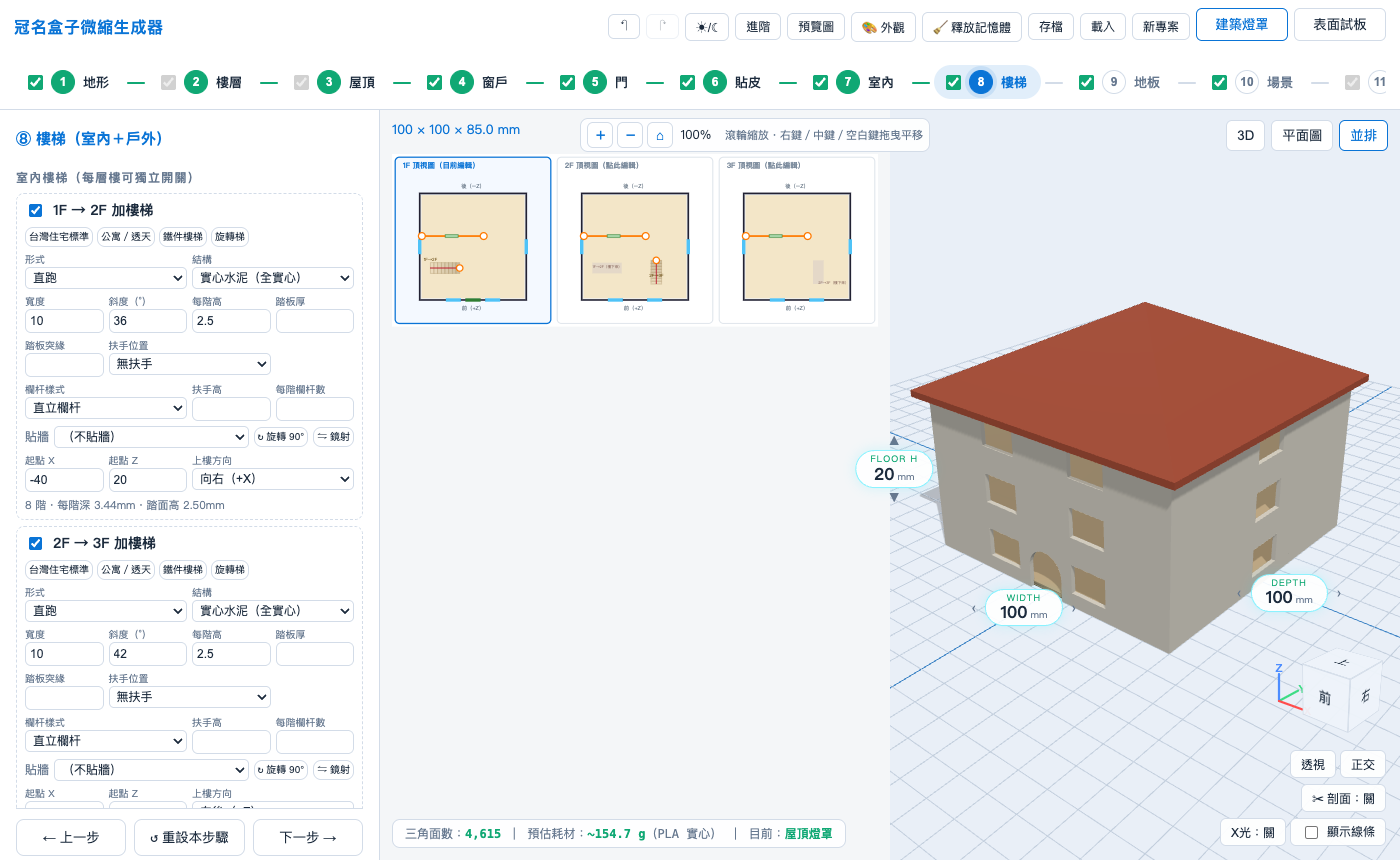 冠名盒子微縮生成器
☀/☾ 進階 預覽圖 🎨 外觀 🧹 釋放記憶體 存檔 載入 新專案 建築燈罩 表面試板
1 地形 2 樓層 3 屋頂 4 窗戶 5 門 6 貼皮 7 室內 8 樓梯 9 地板 10 場景 11
⑧ 樓梯（室內＋戶外）
室內樓梯（每層樓可獨立開關）
1F → 2F 加樓梯
台灣住宅標準 公寓 / 透天 鐵件樓梯 旋轉梯
形式 結構
直跑 實心水泥（全實心）
寬度 斜度（°） 每階高 踏板厚
10 36 2.5
踏板突緣 扶手位置
無扶手
欄杆樣式 扶手高 每階欄杆數
直立欄杆
貼牆 （不貼牆） ↻ 旋轉 90° ⇋ 鏡射
起點 X 起點 Z 上樓方向
-40 20 向右（+X）
8 階 · 每階深 3.44mm · 踏面高 2.50mm
2F → 3F 加樓梯
台灣住宅標準 公寓 / 透天 鐵件樓梯 旋轉梯
形式 結構
直跑 實心水泥（全實心）
寬度 斜度（°） 每階高 踏板厚
10 42 2.5
踏板突緣 扶手位置
無扶手
欄杆樣式 扶手高 每階欄杆數
直立欄杆
貼牆 （不貼牆） ↻ 旋轉 90° ⇋ 鏡射
起點 X 起點 Z 上樓方向
← 上一步 ↺ 重設本步驟 下一步 →
100 × 100 × 85.0 mm
+ − ⌂ 100% 滾輪縮放 · 右鍵 / 中鍵 / 空白鍵拖曳平移
1F 頂視圖（目前編輯） 2F 頂視圖（點此編輯） 3F 頂視圖（點此編輯）
後（−Z） 後（−Z） 後（−Z）
前（+Z） 前（+Z） 前（+Z）
三角面數：4,615 | 預估耗材：~154.7 g (PLA 實心) | 目前：屋頂燈罩
3D 平面圖 並排
FLOOR H
20 mm
WIDTH
100 mm
DEPTH
100 mm
Z
上
前 右
透視 正交
✂ 剖面：關
X光：關 顯示線條